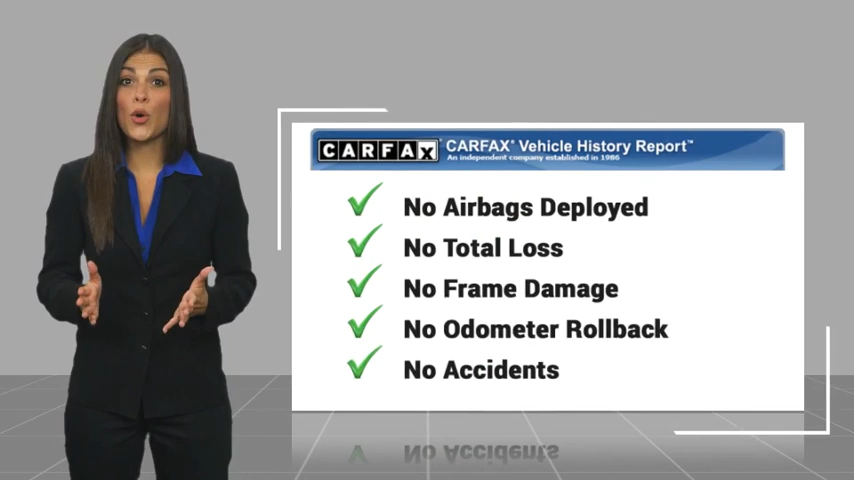 CARFAX® CARFAX® Vehicle History Report™
An independent company established in 1986
No Airbags Deployed
No Total Loss
No Frame Damage
No Odometer Rollback
No Accidents
No Accidents